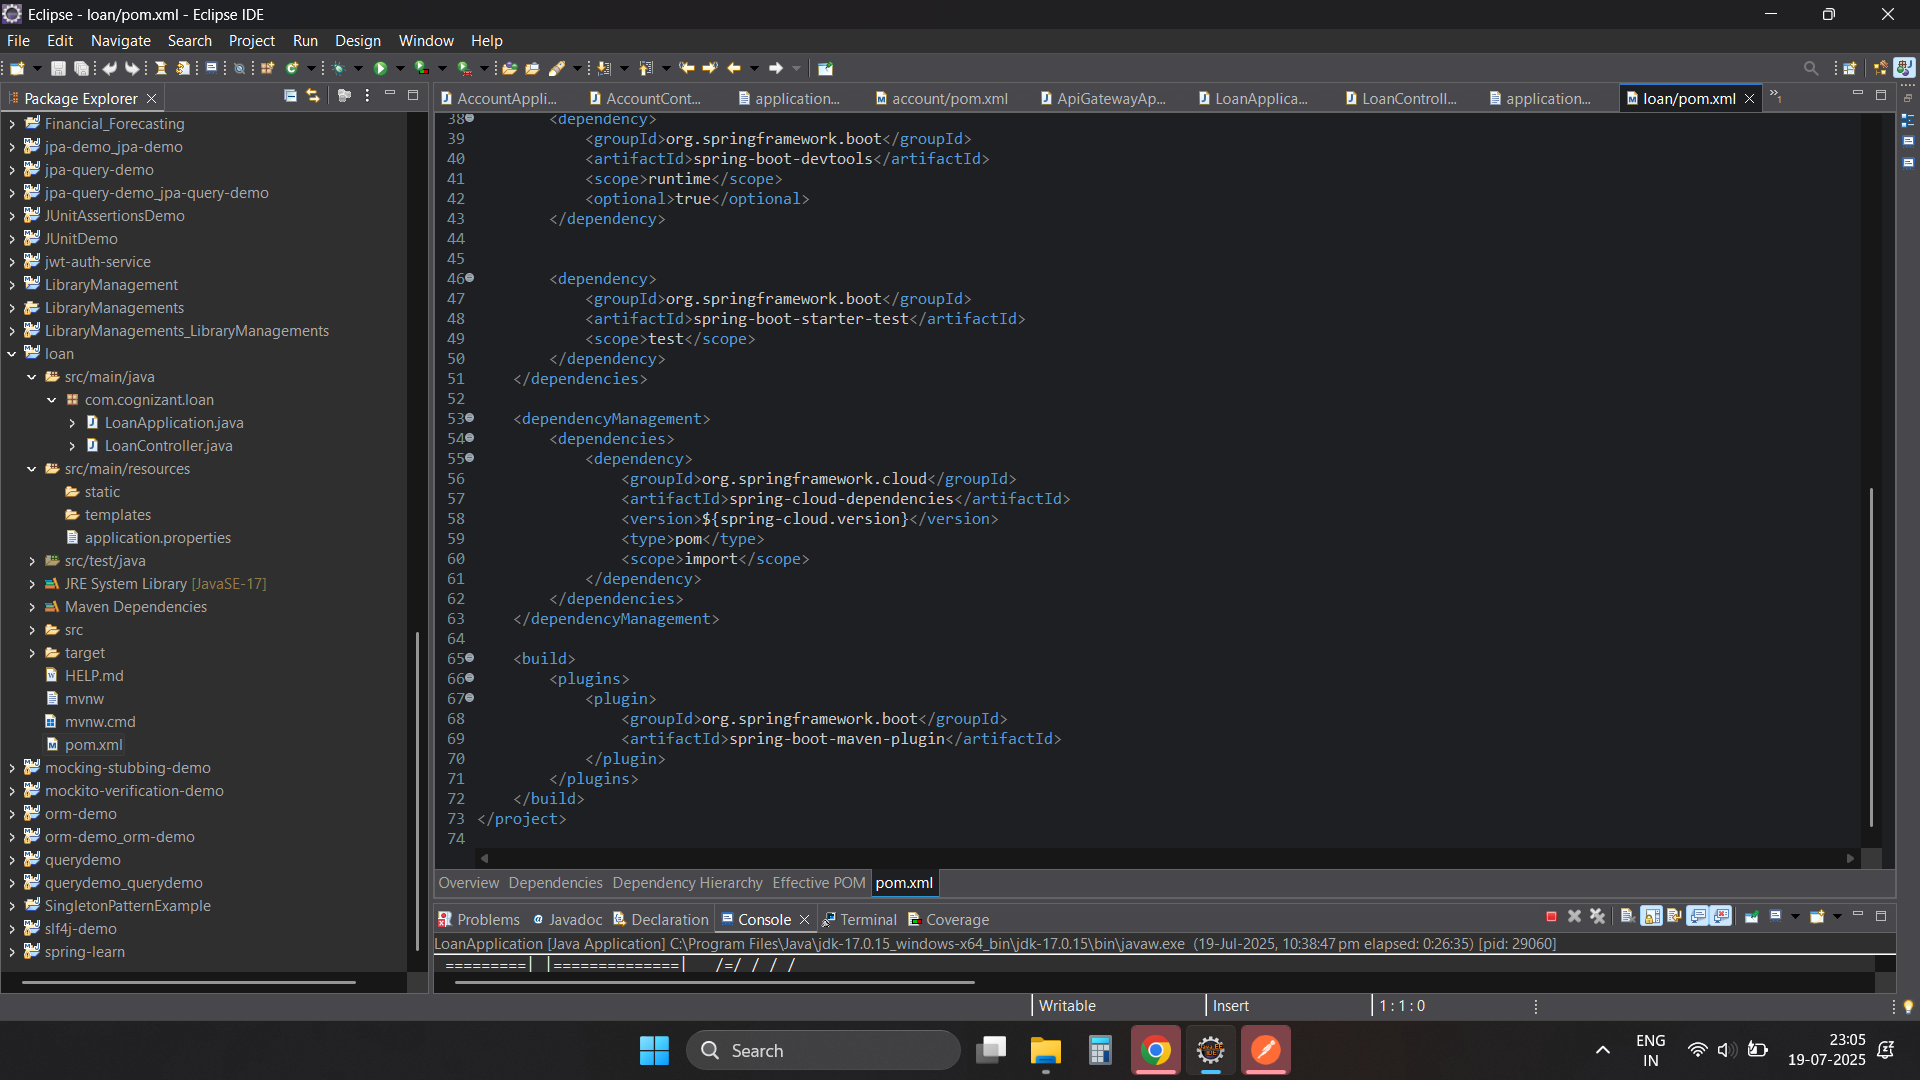 Eclipse - loan/pom.xml - Eclipse IDE
File Edit Navigate Search Project Run Design Window Help
Package Explorer
Financial_Forecasting
jpa-demo_jpa-demo
jpa-query-demo
jpa-query-demo_jpa-query-demo
JUnitAssertionsDemo
JUnitDemo
jwt-auth-service
LibraryManagement
LibraryManagements
LibraryManagements_LibraryManagements
loan
src/main/java
com.cognizant.loan
LoanApplication.java
LoanController.java
src/main/resources
static
templates
application.properties
src/test/java
JRE System Library [JavaSE-17]
Maven Dependencies
src
target
HELP.md
mvnw
mvnw.cmd
pom.xml
mocking-stubbing-demo
mockito-verification-demo
orm-demo
orm-demo_orm-demo
querydemo
querydemo_querydemo
SingletonPatternExample
slf4j-demo
spring-learn
AccountAppli... AccountCont... application... account/pom.xml ApiGatewayAp... LoanApplica... LoanControll... application... loan/pom.xml »1
38 <dependency>
39 <groupId>org.springframework.boot</groupId>
40 <artifactId>spring-boot-devtools</artifactId>
41 <scope>runtime</scope>
42 <optional>true</optional>
43 </dependency>
44
45
46 <dependency>
47 <groupId>org.springframework.boot</groupId>
48 <artifactId>spring-boot-starter-test</artifactId>
49 <scope>test</scope>
50 </dependency>
51 </dependencies>
52
53 <dependencyManagement>
54 <dependencies>
55 <dependency>
56 <groupId>org.springframework.cloud</groupId>
57 <artifactId>spring-cloud-dependencies</artifactId>
58 <version>${spring-cloud.version}</version>
59 <type>pom</type>
60 <scope>import</scope>
61 </dependency>
62 </dependencies>
63 </dependencyManagement>
64
65 <build>
66 <plugins>
67 <plugin>
68 <groupId>org.springframework.boot</groupId>
69 <artifactId>spring-boot-maven-plugin</artifactId>
70 </plugin>
71 </plugins>
72 </build>
73 </project>
74
Overview Dependencies Dependency Hierarchy Effective POM pom.xml
Problems Javadoc Declaration Console Terminal Coverage
LoanApplication [Java Application] C:\Program Files\Java\jdk-17.0.15_windows-x64_bin\jdk-17.0.15\bin\javaw.exe (19-Jul-2025, 10:38:47 pm elapsed: 0:26:35) [pid: 29060]
=========| |==============| /=/ / / /
Writable Insert 1 : 1 : 0
Search
ENG
IN
23:05
19-07-2025